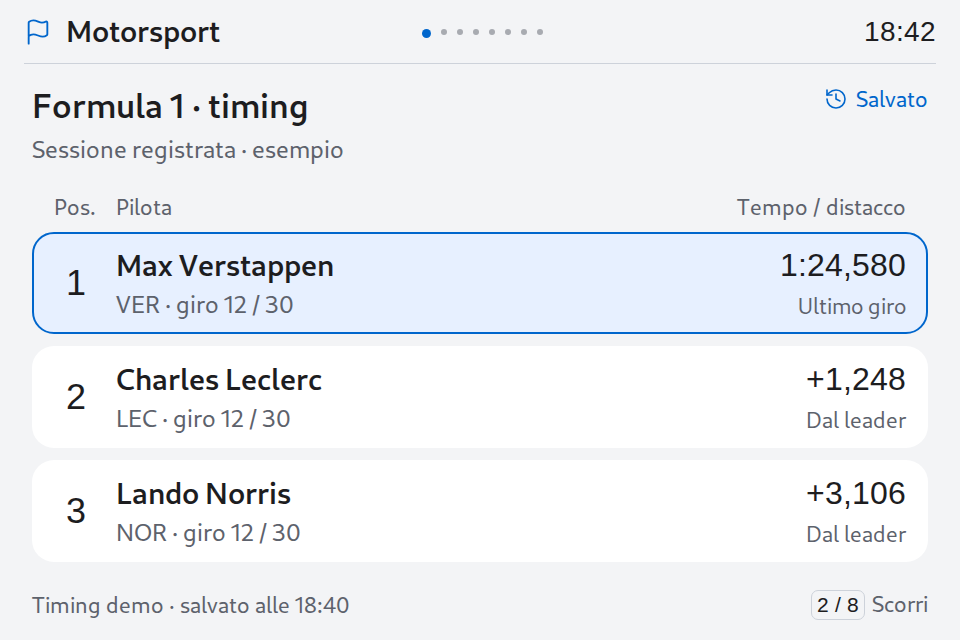 Motorsport
18:42
Formula 1 · timing
Salvato
Sessione registrata · esempio
Pos. Pilota Tempo / distacco
1
Max Verstappen
1:24,580
VER · giro 12 / 30
Ultimo giro
2
Charles Leclerc
+1,248
LEC · giro 12 / 30
Dal leader
3
Lando Norris
+3,106
NOR · giro 12 / 30
Dal leader
Timing demo · salvato alle 18:40
2 / 8 Scorri